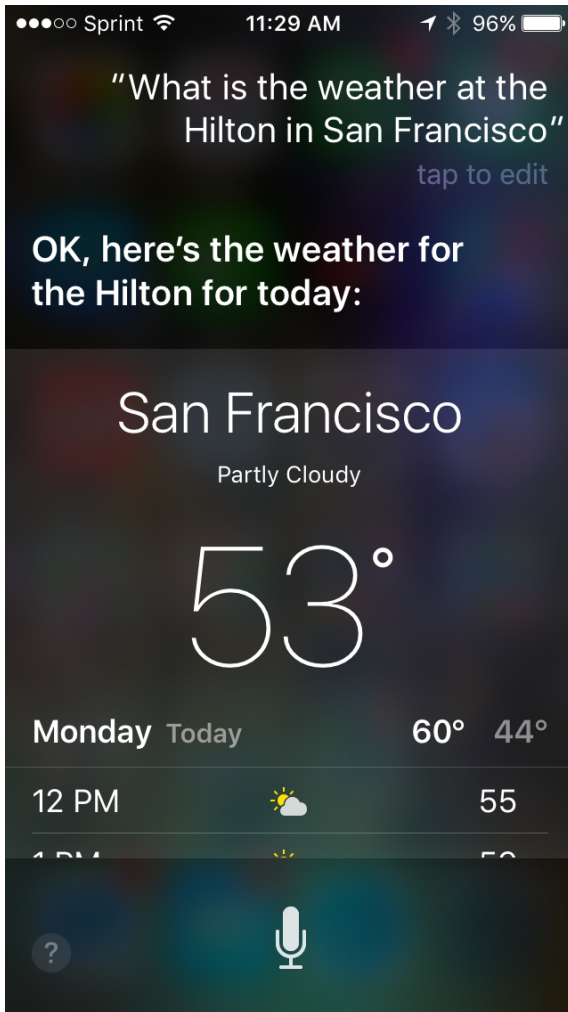 Sprint 11:29 AM 96%
“What is the weather at the
Hilton in San Francisco”
tap to edit
OK, here’s the weather for
the Hilton for today:
San Francisco
Partly Cloudy
53°
Monday Today 60° 44°
12 PM 55
1 PM
?